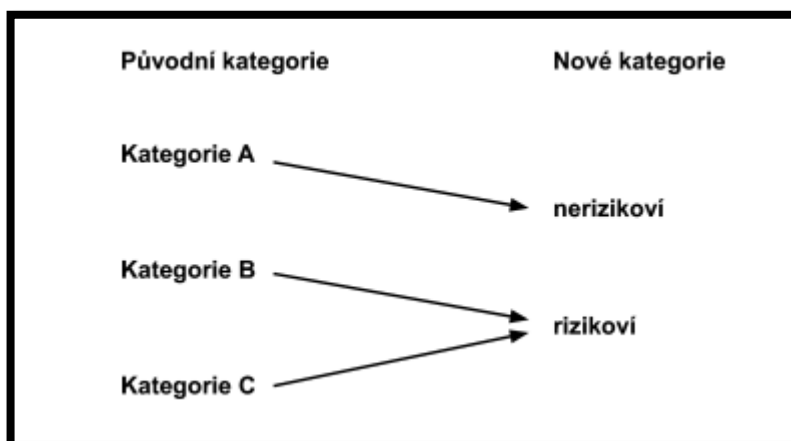 Původní kategorie Nové kategorie
Kategorie A
nerizikoví
Kategorie B
rizikoví
Kategorie C